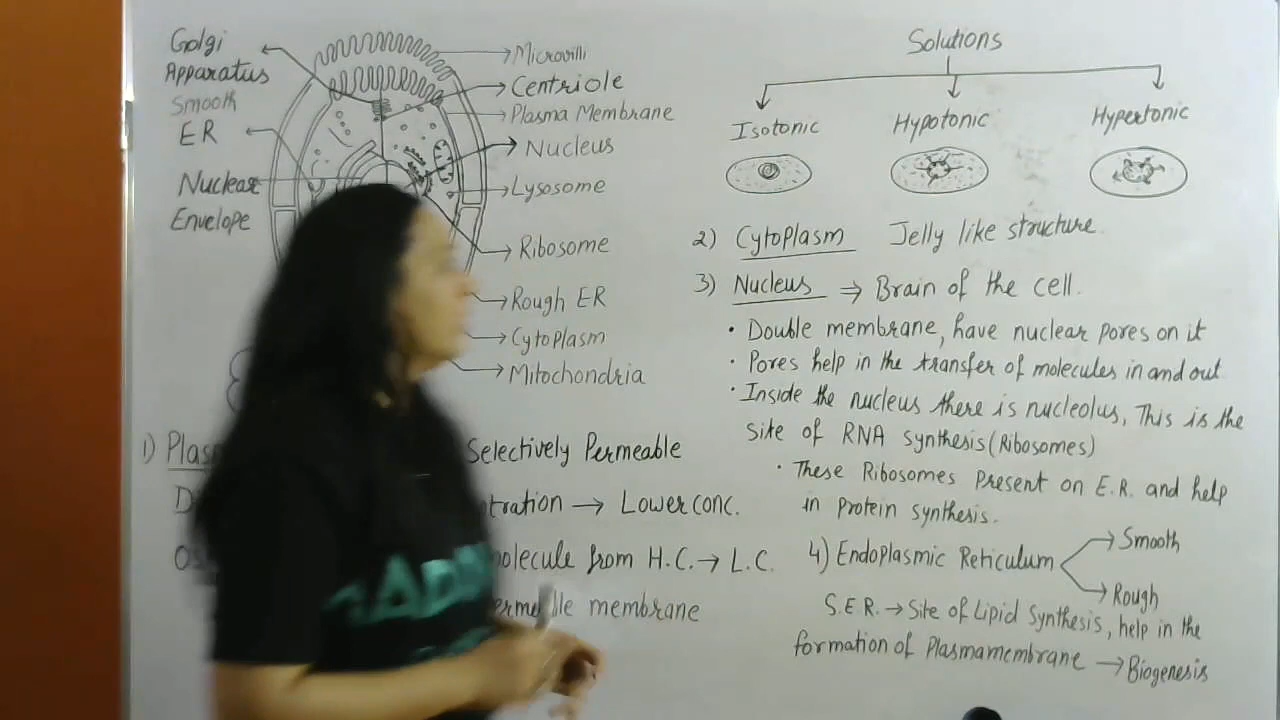 Golgi
Apparatus
Smooth
ER
Nuclear
Envelope
Microvilli
Centriole
Plasma Membrane
Nucleus
Lysosome
Ribosome
Rough ER
Cytoplasm
Mitochondria
1) Selectively Permeable
→ Lower conc.
from H.C. → L.C.
membrane
Solutions
Isotonic Hypotonic Hypertonic
2) Cytoplasm Jelly like structure.
3) Nucleus → Brain of the cell.
• Double membrane, have nuclear pores on it
• Pores help in the transfer of molecules in and out
• Inside the nucleus there is nucleolus, This is the
site of RNA synthesis (Ribosomes)
• These Ribosomes present on E.R. and help
in protein synthesis.
4) Endoplasmic Reticulum
Smooth
Rough
S.E.R. → Site of Lipid Synthesis, help in the
formation of Plasmamembrane → Biogenesis